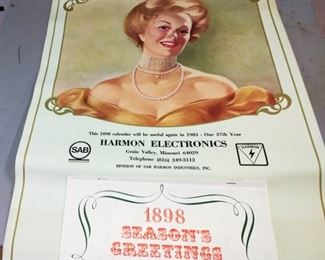 This 1898 calendar will be useful again in 1983 - Our 37th Year
HARMON ELECTRONICS
Grain Valley, Missouri 64029
Telephone (816) 249-3112
DIVISION OF SAB HARMON INDUSTRIES, INC.
SAB
HARMON
1898
SEASON'S
GREETINGS